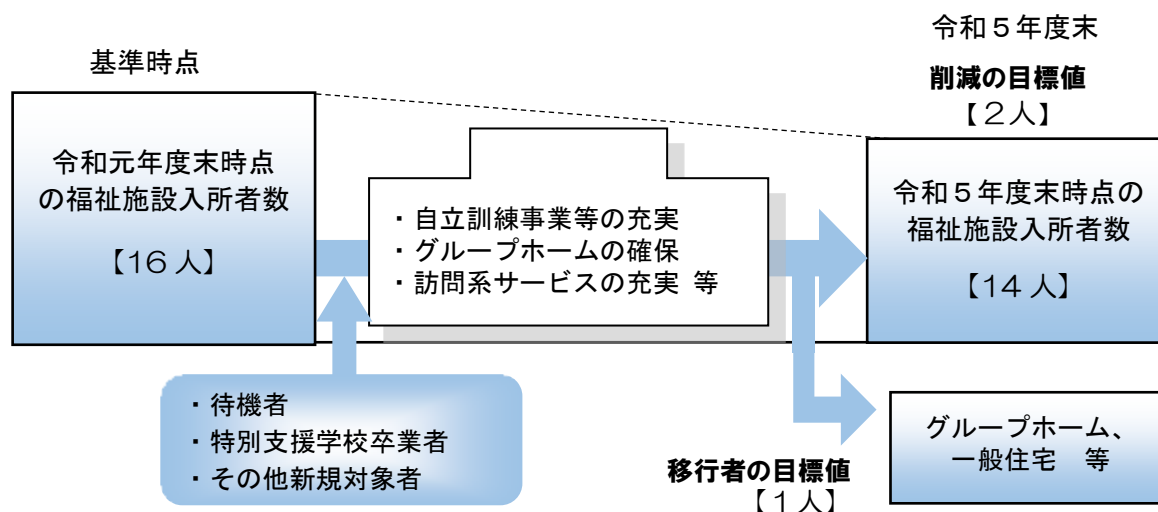 基準時点
令和元年度末時点
の福祉施設入所者数
【16人】
・待機者
・特別支援学校卒業者
・その他新規対象者
・自立訓練事業等の充実
・グループホームの確保
・訪問系サービスの充実 等
令和５年度末
削減の目標値
【２人】
令和５年度末時点の
福祉施設入所者数
【14人】
移行者の目標値
【１人】
グループホーム、
一般住宅　等